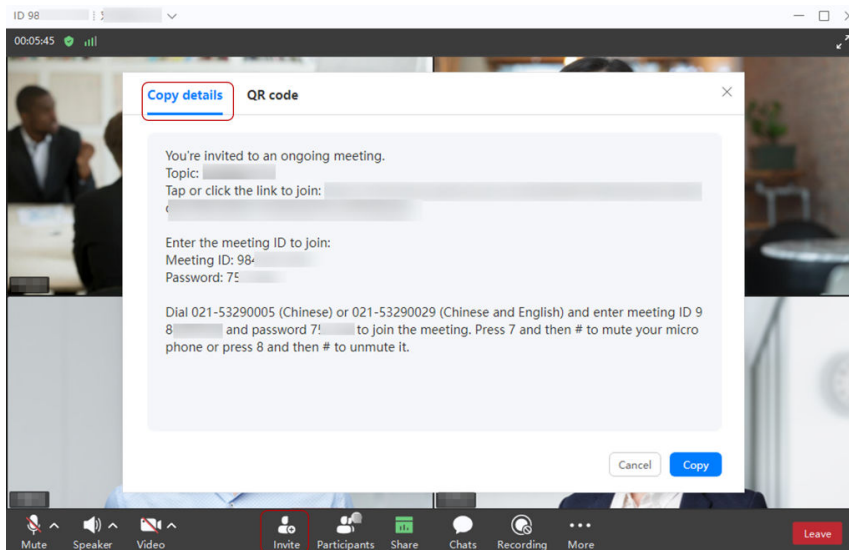 ID 98
00:05:45
Copy details QR code
You're invited to an ongoing meeting.
Topic:
Tap or click the link to join:
Enter the meeting ID to join:
Meeting ID: 984
Password: 75
Dial 021-53290005 (Chinese) or 021-53290029 (Chinese and English) and enter meeting ID 9
8 and password 75 to join the meeting. Press 7 and then # to mute your micro
phone or press 8 and then # to unmute it.
Cancel Copy
Mute Speaker Video Invite Participants Share Chats Recording More Leave